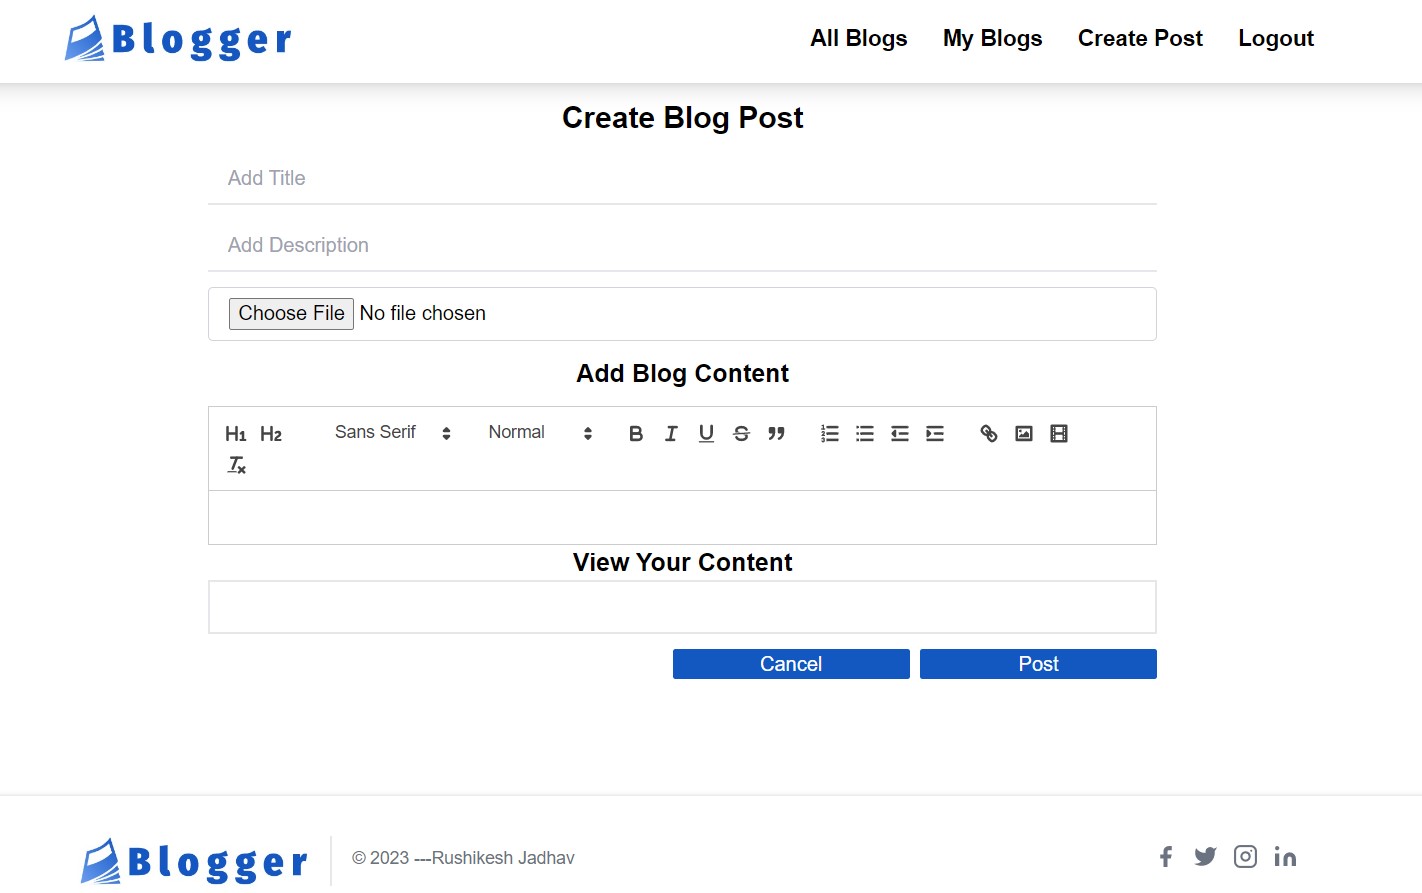 Blogger
All Blogs My Blogs Create Post Logout
Create Blog Post
Add Title
Add Description
Choose File No file chosen
Add Blog Content
H1 H2 Sans Serif Normal B I U S
View Your Content
Cancel Post
Blogger © 2023 ---Rushikesh Jadhav